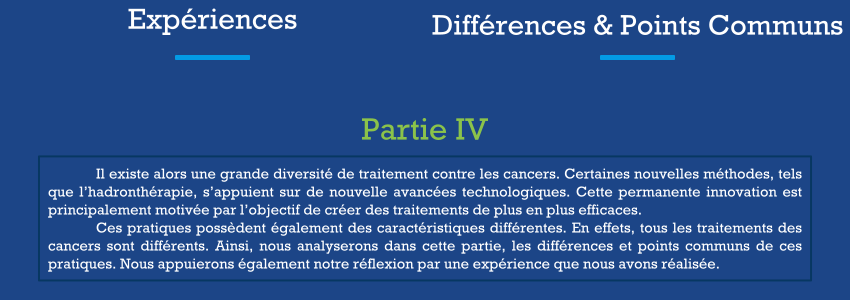 Expériences
Différences & Points Communs
Partie IV
Il existe alors une grande diversité de traitement contre les cancers. Certaines nouvelles méthodes, tels
que l'hadronthérapie, s'appuient sur de nouvelle avancées technologiques. Cette permanente innovation est
principalement motivée par l'objectif de créer des traitements de plus en plus efficaces.
Ces pratiques possèdent également des caractéristiques différentes. En effets, tous les traitements des
cancers sont différents. Ainsi, nous analyserons dans cette partie, les différences et points communs de ces
pratiques. Nous appuierons également notre réflexion par une expérience que nous avons réalisée.